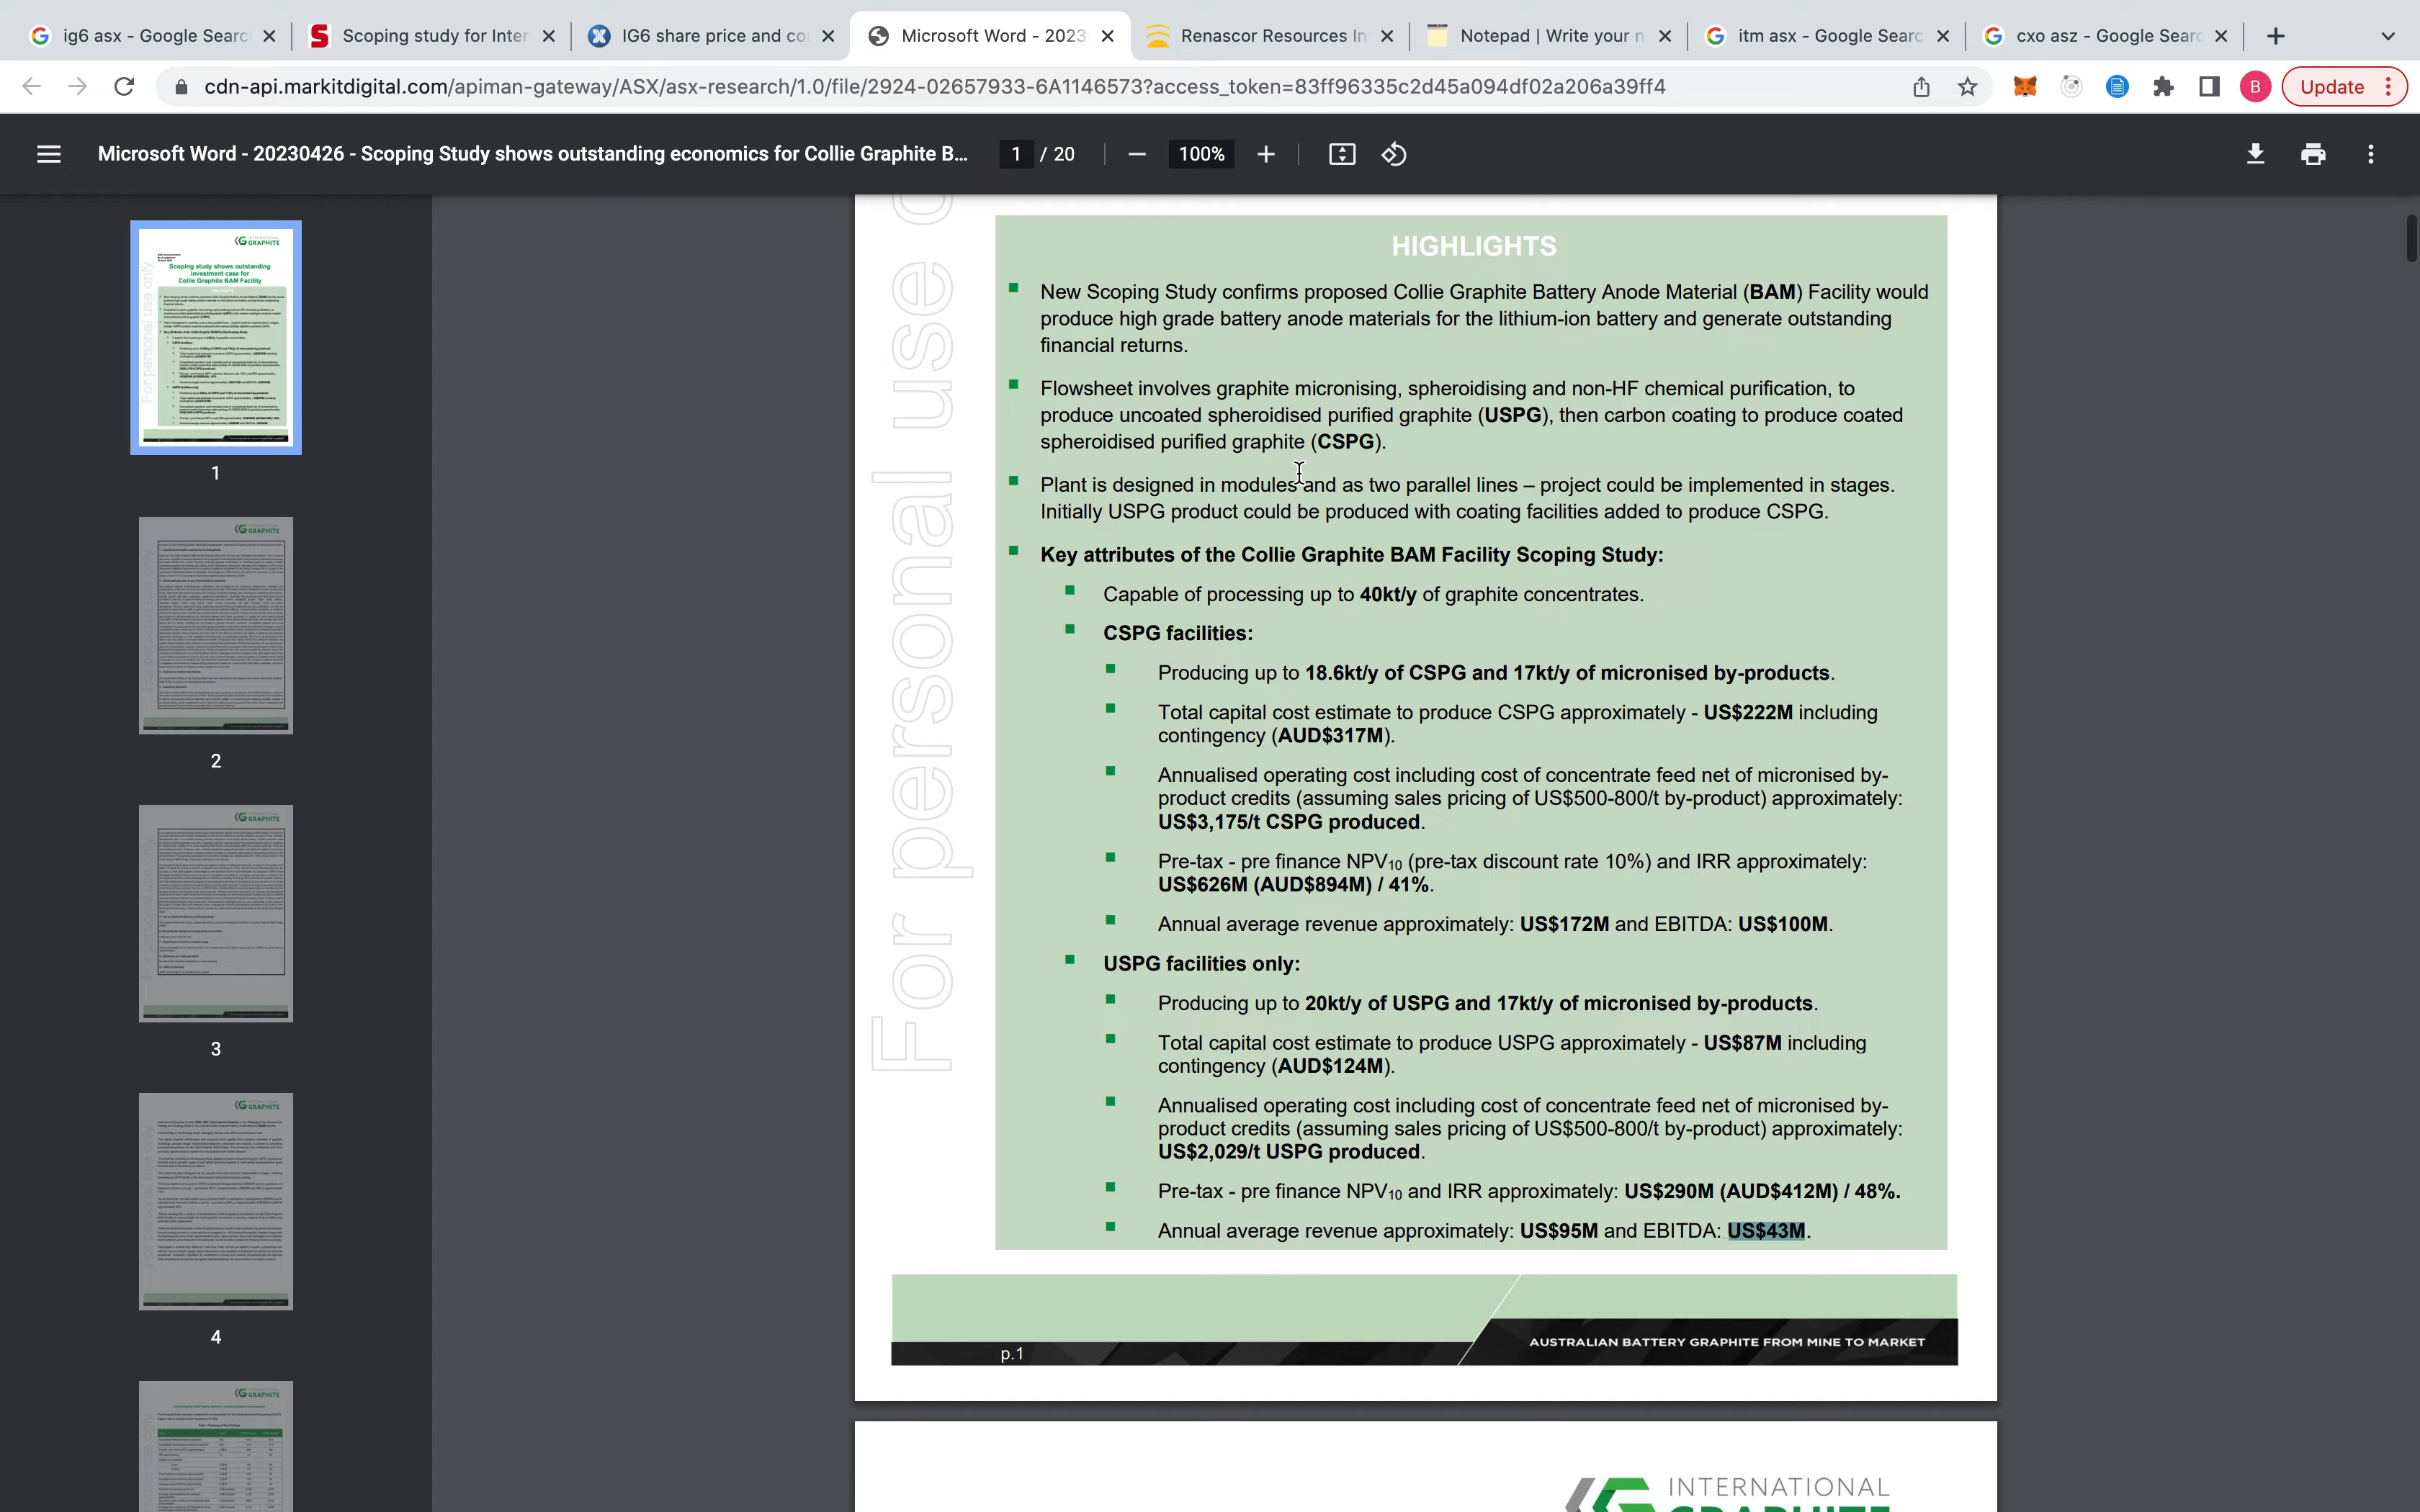 ig6 asx - Google Searc
Scoping study for Inter
IG6 share price and co
Microsoft Word - 2023
Renascor Resources In
Notepad | Write your n
itm asx - Google Searc
cxo asz - Google Searc
cdn-api.markitdigital.com/apiman-gateway/ASX/asx-research/1.0/file/2924-02657933-6A1146573?access_token=83ff96335c2d45a094df02a206a39ff4
B
Update
Microsoft Word - 20230426 - Scoping Study shows outstanding economics for Collie Graphite B...
1 / 20
100%
INTERNATIONAL
GRAPHITE
Scoping study shows outstanding
investment case for
Collie Graphite BAM Facility
1
2
3
4
For personal use o
HIGHLIGHTS
New Scoping Study confirms proposed Collie Graphite Battery Anode Material (BAM) Facility would
produce high grade battery anode materials for the lithium-ion battery and generate outstanding
financial returns.
Flowsheet involves graphite micronising, spheroidising and non-HF chemical purification, to
produce uncoated spheroidised purified graphite (USPG), then carbon coating to produce coated
spheroidised purified graphite (CSPG).
Plant is designed in modules and as two parallel lines – project could be implemented in stages.
Initially USPG product could be produced with coating facilities added to produce CSPG.
Key attributes of the Collie Graphite BAM Facility Scoping Study:
Capable of processing up to 40kt/y of graphite concentrates.
CSPG facilities:
Producing up to 18.6kt/y of CSPG and 17kt/y of micronised by-products.
Total capital cost estimate to produce CSPG approximately - US$222M including
contingency (AUD$317M).
Annualised operating cost including cost of concentrate feed net of micronised by-
product credits (assuming sales pricing of US$500-800/t by-product) approximately:
US$3,175/t CSPG produced.
Pre-tax - pre finance NPV10 (pre-tax discount rate 10%) and IRR approximately:
US$626M (AUD$894M) / 41%.
Annual average revenue approximately: US$172M and EBITDA: US$100M.
USPG facilities only:
Producing up to 20kt/y of USPG and 17kt/y of micronised by-products.
Total capital cost estimate to produce USPG approximately - US$87M including
contingency (AUD$124M).
Annualised operating cost including cost of concentrate feed net of micronised by-
product credits (assuming sales pricing of US$500-800/t by-product) approximately:
US$2,029/t USPG produced.
Pre-tax - pre finance NPV10 and IRR approximately: US$290M (AUD$412M) / 48%.
Annual average revenue approximately: US$95M and EBITDA: US$43M.
p.1
AUSTRALIAN BATTERY GRAPHITE FROM MINE TO MARKET
INTERNATIONAL
GRAPHITE